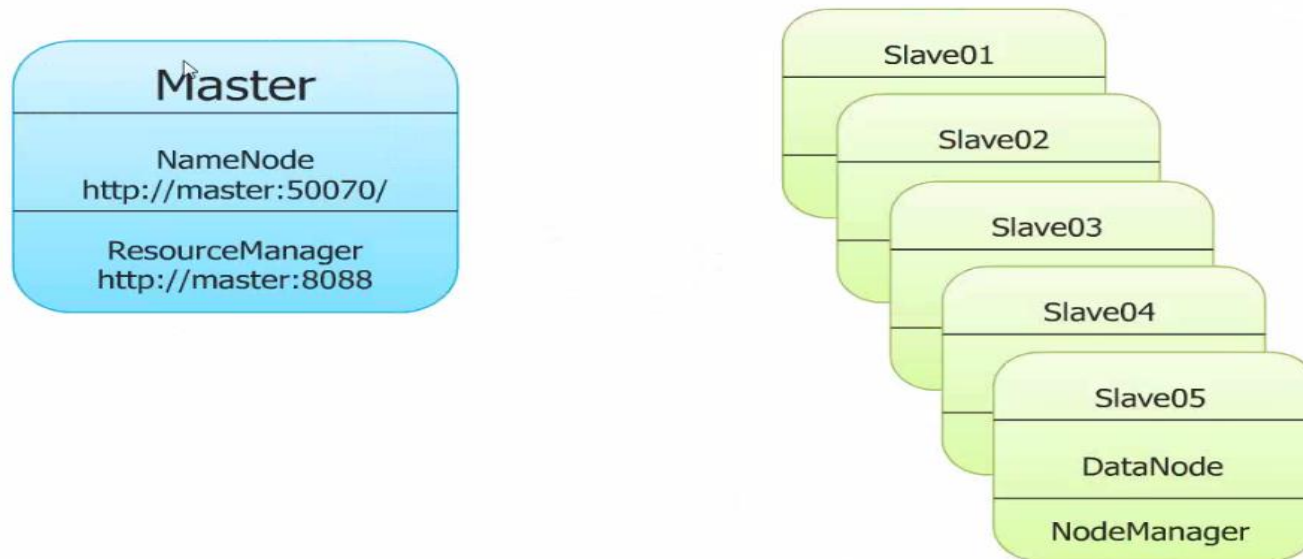 Master
NameNode
http://master:50070/
ResourceManager
http://master:8088
Slave01
Slave02
Slave03
Slave04
Slave05
DataNode
NodeManager